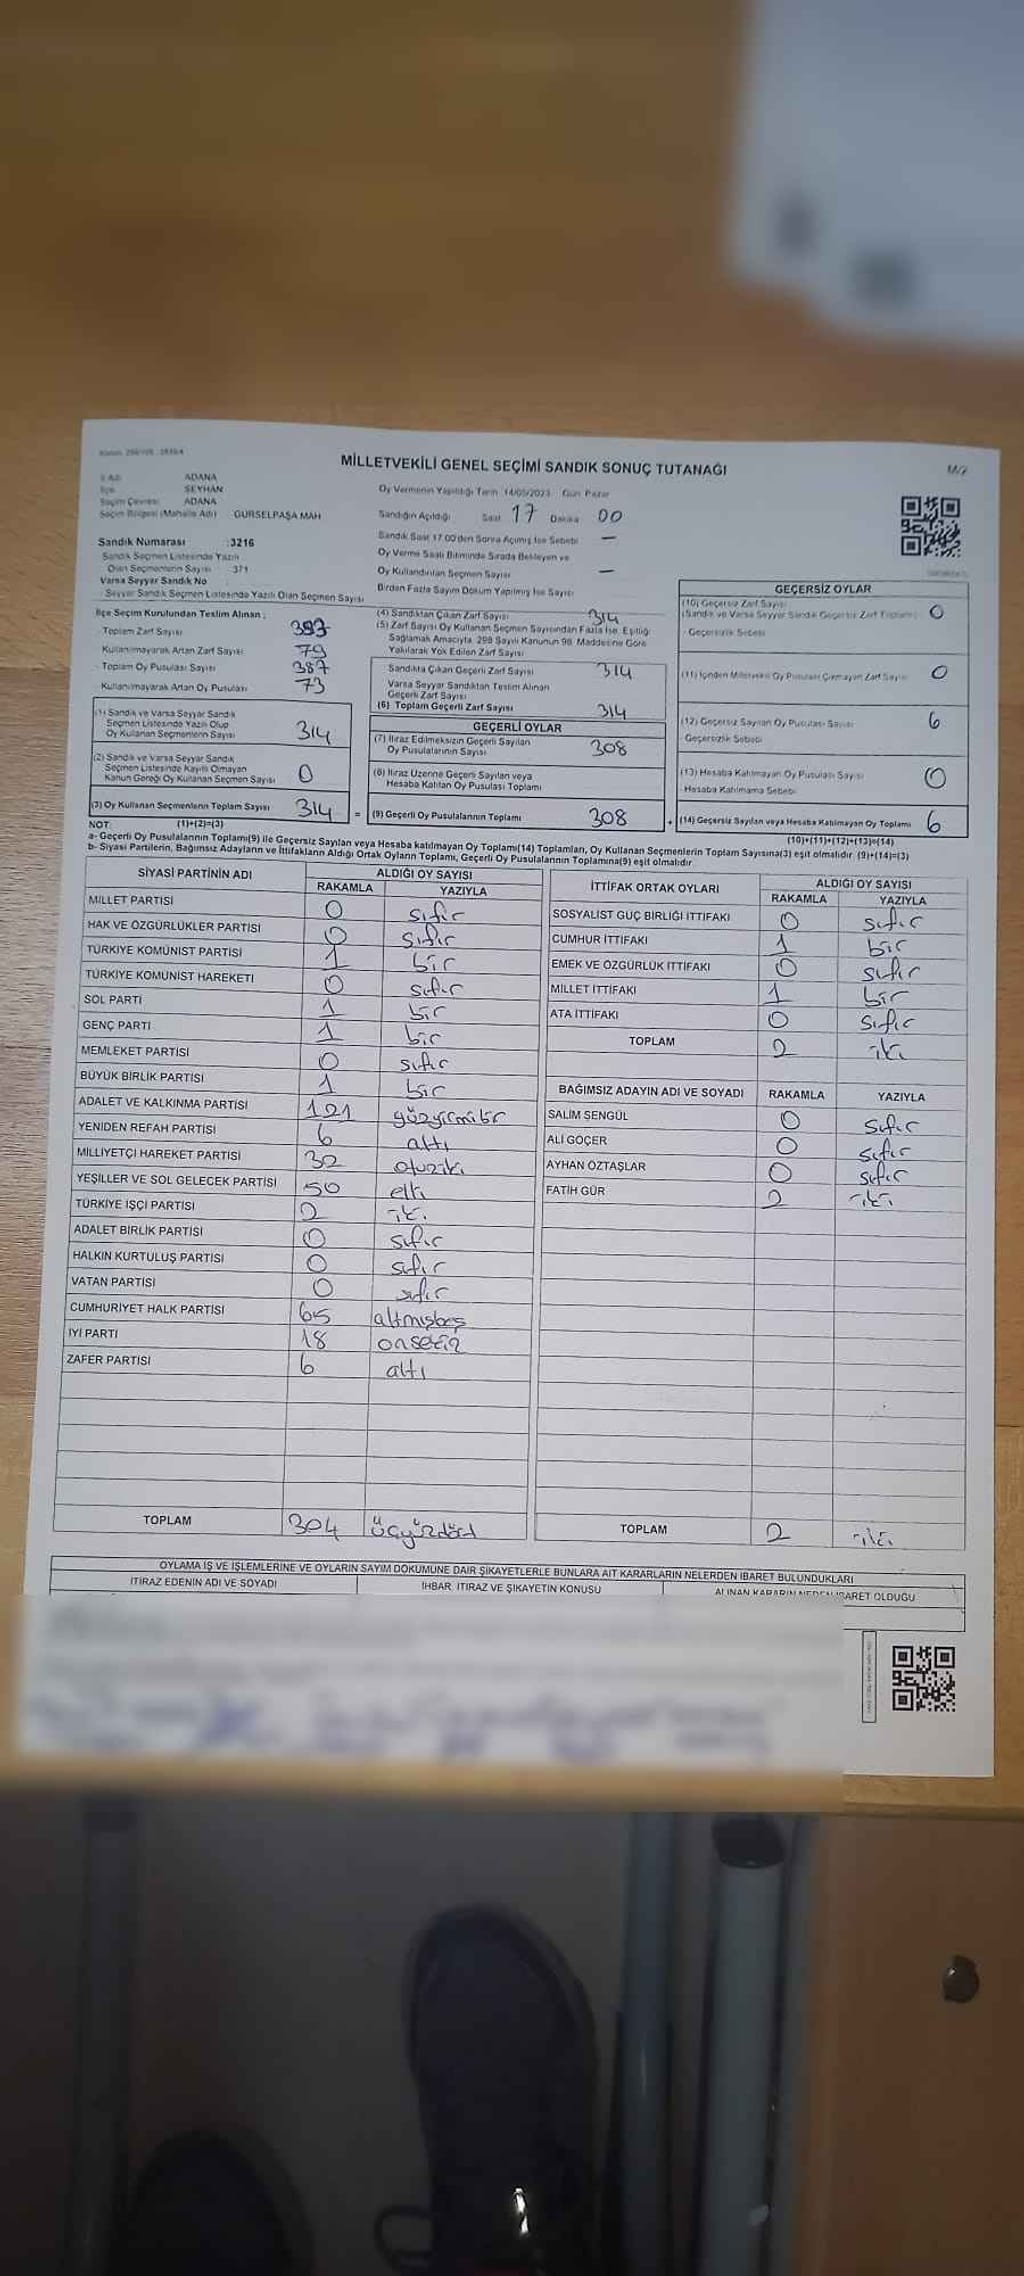 MİLLETVEKİLİ GENEL SEÇİMİ SANDIK SONUÇ TUTANAĞI
M/2
İl Adı : ADANA
İlçe : SEYHAN
Seçim Çevresi ADANA
Seçim Bölgesi (Mahalle Adı) GÜRSELPAŞA MAH
Sandık Numarası :3216
Sandık Seçmen Listesinde Yazılı
Olan Seçmenlerin Sayısı : 371
Varsa Seyyar Sandık No
Seyyar Sandık Seçmen Listesinde Yazılı Olan Seçmen Sayısı
Oy Vermenin Yapıldığı Tarih 14/05/2023 Gün Pazar
Sandığın Açıldığı Saat 17 Dakika 00
Sandık Saat 17.00'den Sonra Açılmış İse Sebebi —
Oy Verme Saati Bitiminde Sırada Bekleyen ve
Oy Kullandırılan Seçmen Sayısı —
Birden Fazla Sayım Döküm Yapılmış İse Sayısı
İlçe Seçim Kurulundan Teslim Alınan ;
Toplam Zarf Sayısı 393
Kullanılmayarak Artan Zarf Sayısı 79
Toplam Oy Pusulası Sayısı 387
Kullanılmayarak Artan Oy Pusulası 73
(1) Sandık ve Varsa Seyyar Sandık
Seçmen Listesinde Yazılı Olup
Oy Kullanan Seçmenlerin Sayısı 314
(2) Sandık ve Varsa Seyyar Sandık
Seçmen Listesinde Kayıtlı Olmayan
Kanun Gereği Oy Kullanan Seçmen Sayısı 0
(3) Oy Kullanan Seçmenlerin Toplam Sayısı 314 =
(1)+(2)=(3)
(4) Sandıktan Çıkan Zarf Sayısı 314
(5) Zarf Sayısı Oy Kullanan Seçmen Sayısından Fazla İse, Eşitliği
Sağlamak Amacıyla, 298 Sayılı Kanunun 98. Maddesine Göre
Yakılarak Yok Edilen Zarf Sayısı
Sandıkta Çıkan Geçerli Zarf Sayısı 314
Varsa Seyyar Sandıktan Teslim Alınan
Geçerli Zarf Sayısı
(6) Toplam Geçerli Zarf Sayısı 314
GEÇERLİ OYLAR
(7) İtiraz Edilmeksizin Geçerli Sayılan
Oy Pusulalarının Sayısı 308
(8) İtiraz Üzerine Geçerli Sayılan veya
Hesaba Katılan Oy Pusulası Toplamı
(9) Geçerli Oy Pusulalarının Toplamı 308 +
GEÇERSİZ OYLAR
(10) Geçersiz Zarf Sayısı
(Sandık ve Varsa Seyyar Sandık Geçersiz Zarf Toplamı) 0
Geçersizlik Sebebi
(11) İçinden Milletvekili Oy Pusulası Çıkmayan Zarf Sayısı 0
(12) Geçersiz Sayılan Oy Pusulası Sayısı 6
Geçersizlik Sebebi
(13) Hesaba Katılmayan Oy Pusulası Sayısı 0
Hesaba Katılmama Sebebi
(14) Geçersiz Sayılan veya Hesaba Katılmayan Oy Toplamı 6
(10)+(11)+(12)+(13)=(14)
NOT:
a- Geçerli Oy Pusulalarının Toplamı(9) ile Geçersiz Sayılan veya Hesaba katılmayan Oy Toplamı(14) Toplamları, Oy Kullanan Seçmenlerin Toplam Sayısına(3) eşit olmalıdır (9)+(14)=(3)
b- Siyasi Partilerin, Bağımsız Adayların ve İttifakların Aldığı Ortak Oyların Toplamı, Geçerli Oy Pusulalarının Toplamına(9) eşit olmalıdır
SİYASİ PARTİNİN ADI ALDIĞI OY SAYISI
RAKAMLA YAZIYLA
MİLLET PARTİSİ 0 sıfır
HAK VE ÖZGÜRLÜKLER PARTİSİ 0 sıfır
TÜRKİYE KOMÜNİST PARTİSİ 1 bir
TÜRKİYE KOMÜNİST HAREKETİ 0 sıfır
SOL PARTİ 1 bir
GENÇ PARTİ 1 bir
MEMLEKET PARTİSİ 0 sıfır
BÜYÜK BİRLİK PARTİSİ 1 bir
ADALET VE KALKINMA PARTİSİ 121 yüzyirmibir
YENİDEN REFAH PARTİSİ 6 altı
MİLLİYETÇİ HAREKET PARTİSİ 32 otuziki
YEŞİLLER VE SOL GELECEK PARTİSİ 50 elli
TÜRKİYE İŞÇİ PARTİSİ 2 iki
ADALET BİRLİK PARTİSİ 0 sıfır
HALKIN KURTULUŞ PARTİSİ 0 sıfır
VATAN PARTİSİ 0 sıfır
CUMHURİYET HALK PARTİSİ 65 altmışbeş
İYİ PARTİ 18 onsekiz
ZAFER PARTİSİ 6 altı
TOPLAM 304 üçyüzdört
İTTİFAK ORTAK OYLARI ALDIĞI OY SAYISI
RAKAMLA YAZIYLA
SOSYALİST GÜÇ BİRLİĞİ İTTİFAKI 0 sıfır
CUMHUR İTTİFAKI 1 bir
EMEK VE ÖZGÜRLÜK İTTİFAKI 0 sıfır
MİLLET İTTİFAKI 1 bir
ATA İTTİFAKI 0 sıfır
TOPLAM 2 iki
BAĞIMSIZ ADAYIN ADI VE SOYADI RAKAMLA YAZIYLA
SALİM ŞENGÜL 0 sıfır
ALİ GÖÇER 0 sıfır
AYHAN ÖZTAŞLAR 0 sıfır
FATİH GÜR 2 iki
TOPLAM 2 iki
OYLAMA İŞ VE İŞLEMLERİNE VE OYLARIN SAYIM DÖKÜMÜNE DAİR ŞİKAYETLERLE BUNLARA AİT KARARLARIN NELERDEN İBARET BULUNDUKLARI
İTİRAZ EDENİN ADI VE SOYADI İHBAR İTİRAZ VE ŞİKAYETİN KONUSU ALINAN KARARIN NEDEN İBARET OLDUĞU